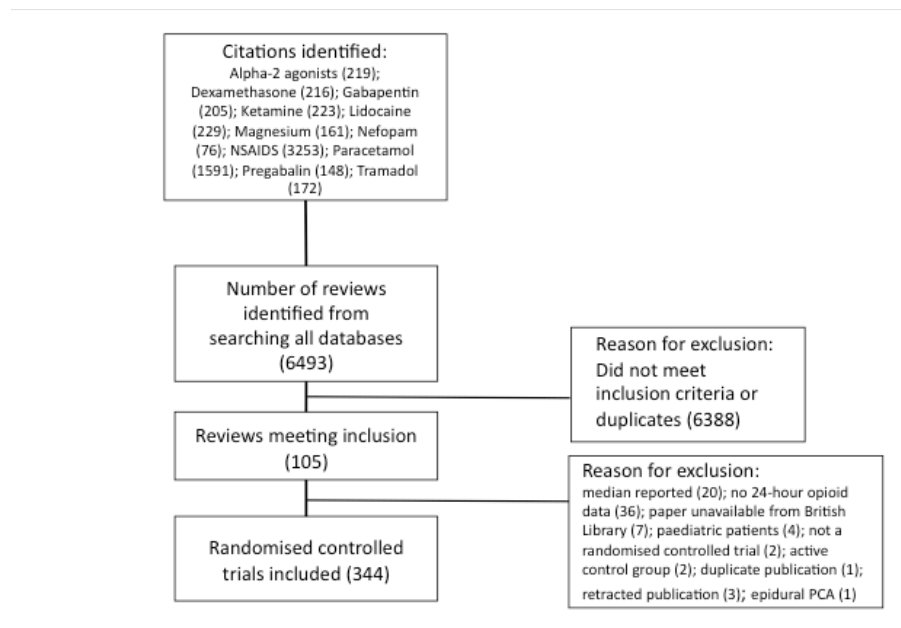 Citations identified:
Alpha-2 agonists (219);
Dexamethasone (216); Gabapentin
(205); Ketamine (223); Lidocaine
(229); Magnesium (161); Nefopam
(76); NSAIDS (3253); Paracetamol
(1591); Pregabalin (148); Tramadol
(172)
Number of reviews
identified from
searching all databases
(6493)
Reason for exclusion:
Did not meet
inclusion criteria or
duplicates (6388)
Reviews meeting inclusion
(105)
Reason for exclusion:
median reported (20); no 24-hour opioid
data (36); paper unavailable from British
Library (7); paediatric patients (4); not a
randomised controlled trial (2); active
control group (2); duplicate publication (1);
retracted publication (3); epidural PCA (1)
Randomised controlled
trials included (344)